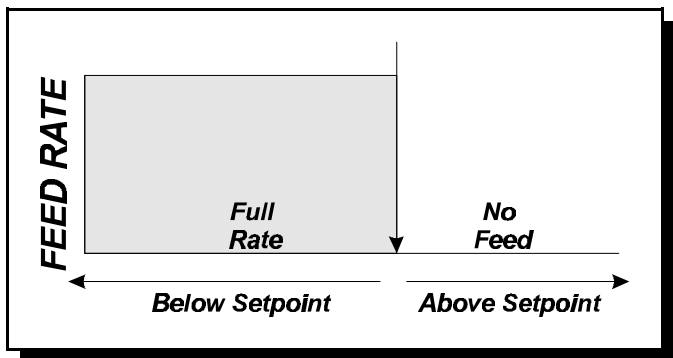 FEED RATE
Full
Rate
No
Feed
Below Setpoint
Above Setpoint